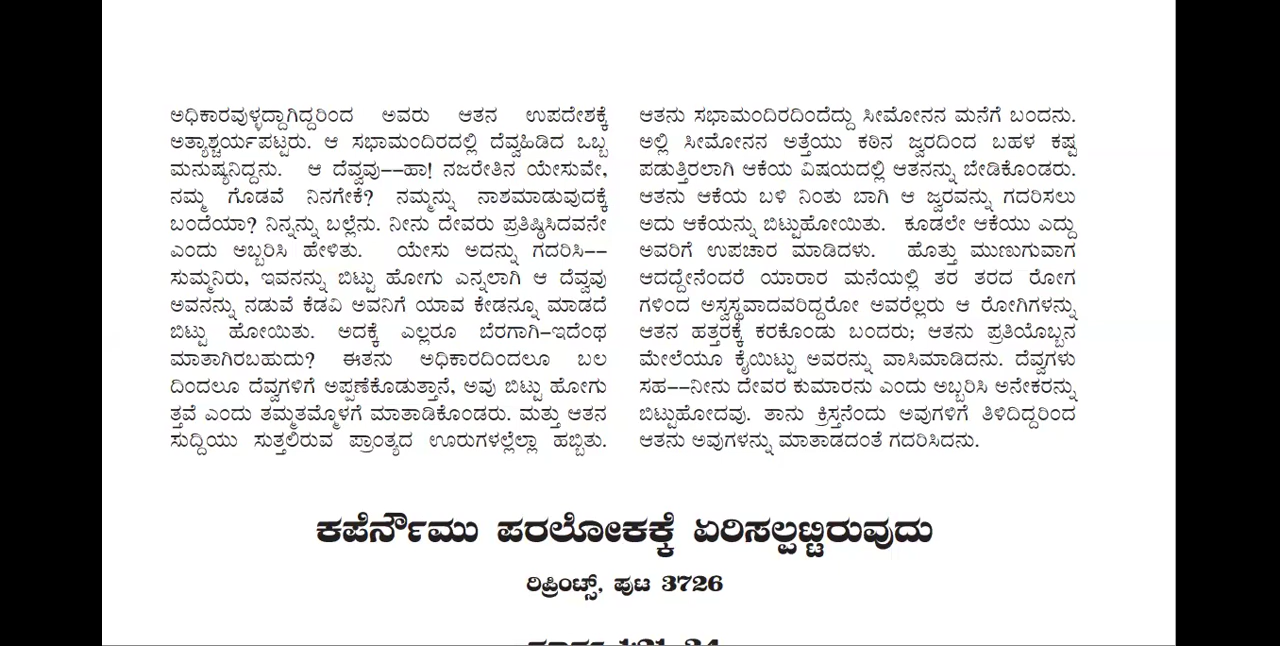 ಅಧಿಕಾರವುಳ್ಳದ್ದಾಗಿದ್ದರಿಂದ ಅವರು ಆತನ ಉಪದೇಶಕ್ಕೆ
ಅತ್ಯಾಶ್ಚರ್ಯಪಟ್ಟರು. ಆ ಸಭಾಮಂದಿರದಲ್ಲಿ ದೆವ್ವಹಿಡಿದ ಒಬ್ಬ
ಮನುಷ್ಯನಿದ್ದನು. ಆ ದೆವ್ವವು--ಹಾ! ನಜರೇತಿನ ಯೇಸುವೇ,
ನಮ್ಮ ಗೊಡವೆ ನಿನಗೇಕೆ? ನಮ್ಮನ್ನು ನಾಶಮಾಡುವುದಕ್ಕೆ
ಬಂದೆಯಾ? ನಿನ್ನನ್ನು ಬಲ್ಲೆನು. ನೀನು ದೇವರು ಪ್ರತಿಷ್ಠಿಸಿದವನೇ
ಎಂದು ಅಬ್ಬರಿಸಿ ಹೇಳಿತು. ಯೇಸು ಅದನ್ನು ಗದರಿಸಿ--
ಸುಮ್ಮನಿರು, ಇವನನ್ನು ಬಿಟ್ಟು ಹೋಗು ಎನ್ನಲಾಗಿ ಆ ದೆವ್ವವು
ಅವನನ್ನು ನಡುವೆ ಕೆಡವಿ ಅವನಿಗೆ ಯಾವ ಕೇಡನ್ನೂ ಮಾಡದೆ
ಬಿಟ್ಟು ಹೋಯಿತು. ಅದಕ್ಕೆ ಎಲ್ಲರೂ ಬೆರಗಾಗಿ-ಇದೆಂಥ
ಮಾತಾಗಿರಬಹುದು? ಈತನು ಅಧಿಕಾರದಿಂದಲೂ ಬಲ
ದಿಂದಲೂ ದೆವ್ವಗಳಿಗೆ ಅಪ್ಪಣೆಕೊಡುತ್ತಾನೆ, ಅವು ಬಿಟ್ಟು ಹೋಗು
ತ್ತವೆ ಎಂದು ತಮ್ಮತಮ್ಮೊಳಗೆ ಮಾತಾಡಿಕೊಂಡರು. ಮತ್ತು ಆತನ
ಸುದ್ದಿಯು ಸುತ್ತಲಿರುವ ಪ್ರಾಂತ್ಯದ ಊರುಗಳಲ್ಲೆಲ್ಲಾ ಹಬ್ಬಿತು.
ಆತನು ಸಭಾಮಂದಿರದಿಂದೆದ್ದು ಸೀಮೋನನ ಮನೆಗೆ ಬಂದನು.
ಅಲ್ಲಿ ಸೀಮೋನನ ಅತ್ತೆಯು ಕಠಿನ ಜ್ವರದಿಂದ ಬಹಳ ಕಷ್ಟ
ಪಡುತ್ತಿರಲಾಗಿ ಆಕೆಯ ವಿಷಯದಲ್ಲಿ ಆತನನ್ನು ಬೇಡಿಕೊಂಡರು.
ಆತನು ಆಕೆಯ ಬಳಿ ನಿಂತು ಬಾಗಿ ಆ ಜ್ವರವನ್ನು ಗದರಿಸಲು
ಅದು ಆಕೆಯನ್ನು ಬಿಟ್ಟುಹೋಯಿತು. ಕೂಡಲೇ ಆಕೆಯು ಎದ್ದು
ಅವರಿಗೆ ಉಪಚಾರ ಮಾಡಿದಳು. ಹೊತ್ತು ಮುಣುಗುವಾಗ
ಆದದ್ದೇನೆಂದರೆ ಯಾರಾರ ಮನೆಯಲ್ಲಿ ತರ ತರದ ರೋಗ
ಗಳಿಂದ ಅಸ್ವಸ್ಥವಾದವರಿದ್ದರೋ ಅವರೆಲ್ಲರು ಆ ರೋಗಿಗಳನ್ನು
ಆತನ ಹತ್ತರಕ್ಕೆ ಕರಕೊಂಡು ಬಂದರು; ಆತನು ಪ್ರತಿಯೊಬ್ಬನ
ಮೇಲೆಯೂ ಕೈಯಿಟ್ಟು ಅವರನ್ನು ವಾಸಿಮಾಡಿದನು. ದೆವ್ವಗಳು
ಸಹ--ನೀನು ದೇವರ ಕುಮಾರನು ಎಂದು ಅಬ್ಬರಿಸಿ ಅನೇಕರನ್ನು
ಬಿಟ್ಟುಹೋದವು. ತಾನು ಕ್ರಿಸ್ತನೆಂದು ಅವುಗಳಿಗೆ ತಿಳಿದಿದ್ದರಿಂದ
ಆತನು ಅವುಗಳನ್ನು ಮಾತಾಡದಂತೆ ಗದರಿಸಿದನು.
ಕಪೆರ್ನೌಮು ಪರಲೋಕಕ್ಕೆ ಏರಿಸಲ್ಪಟ್ಟಿರುವುದು
ರಿಪ್ರಿಂಟ್ಸ್, ಪುಟ 3726